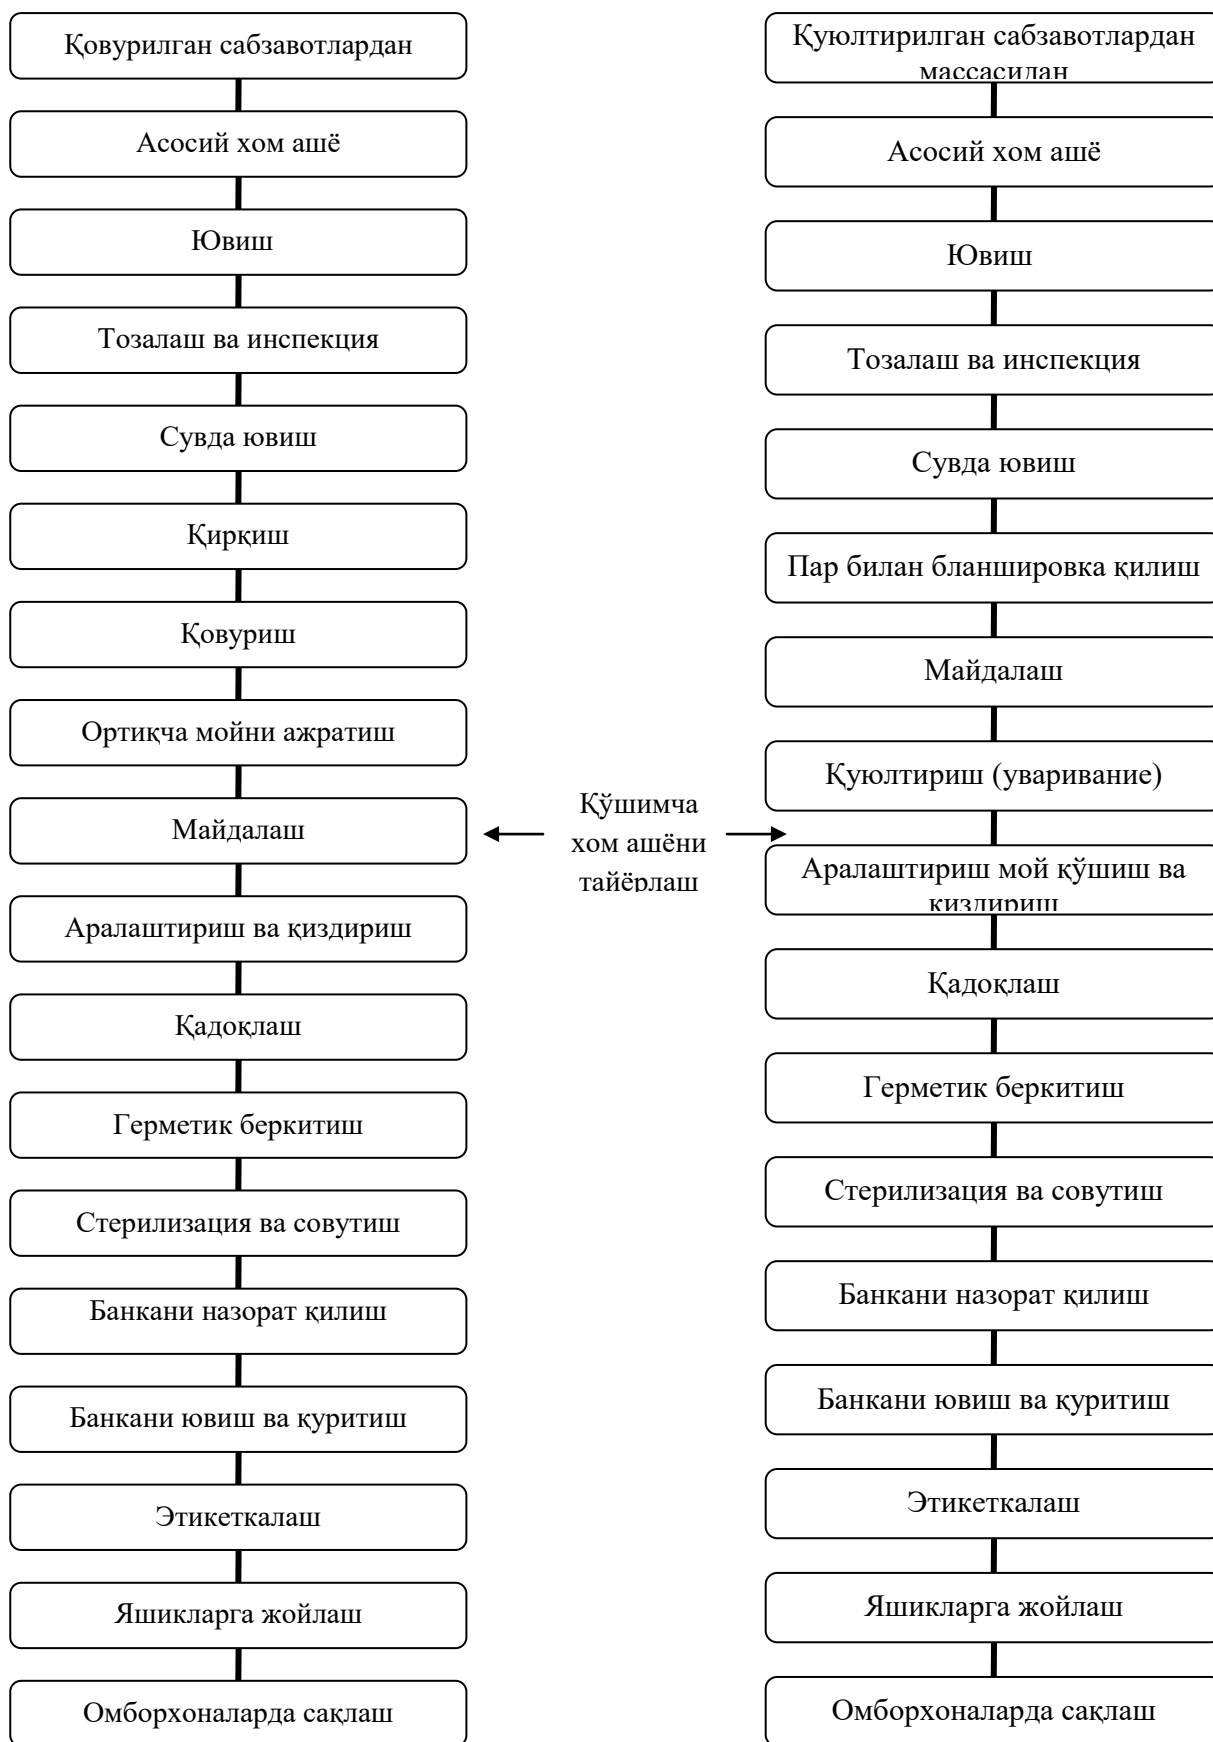 Қовурилган сабзавотлардан
Асосий хом ашё
Ювиш
Тозалаш ва инспекция
Сувда ювиш
Қирқиш
Қовуриш
Ортиқча мойни ажратиш
Майдалаш
Аралаштириш ва қиздириш
Қадоқлаш
Герметик беркитиш
Стерилизация ва совутиш
Банкани назорат қилиш
Банкани ювиш ва қуритиш
Этикеткалаш
Яшикларга жойлаш
Омборхоналарда сақлаш
Қўшимча
хом ашёни
тайёрлаш
Қуюлтирилган сабзавотлардан
массасидан
Асосий хом ашё
Ювиш
Тозалаш ва инспекция
Сувда ювиш
Пар билан бланшировка қилиш
Майдалаш
Қуюлтириш (уваривание)
Аралаштириш мой қўшиш ва
қиздириш
Қадоқлаш
Герметик беркитиш
Стерилизация ва совутиш
Банкани назорат қилиш
Банкани ювиш ва қуритиш
Этикеткалаш
Яшикларга жойлаш
Омборхоналарда сақлаш